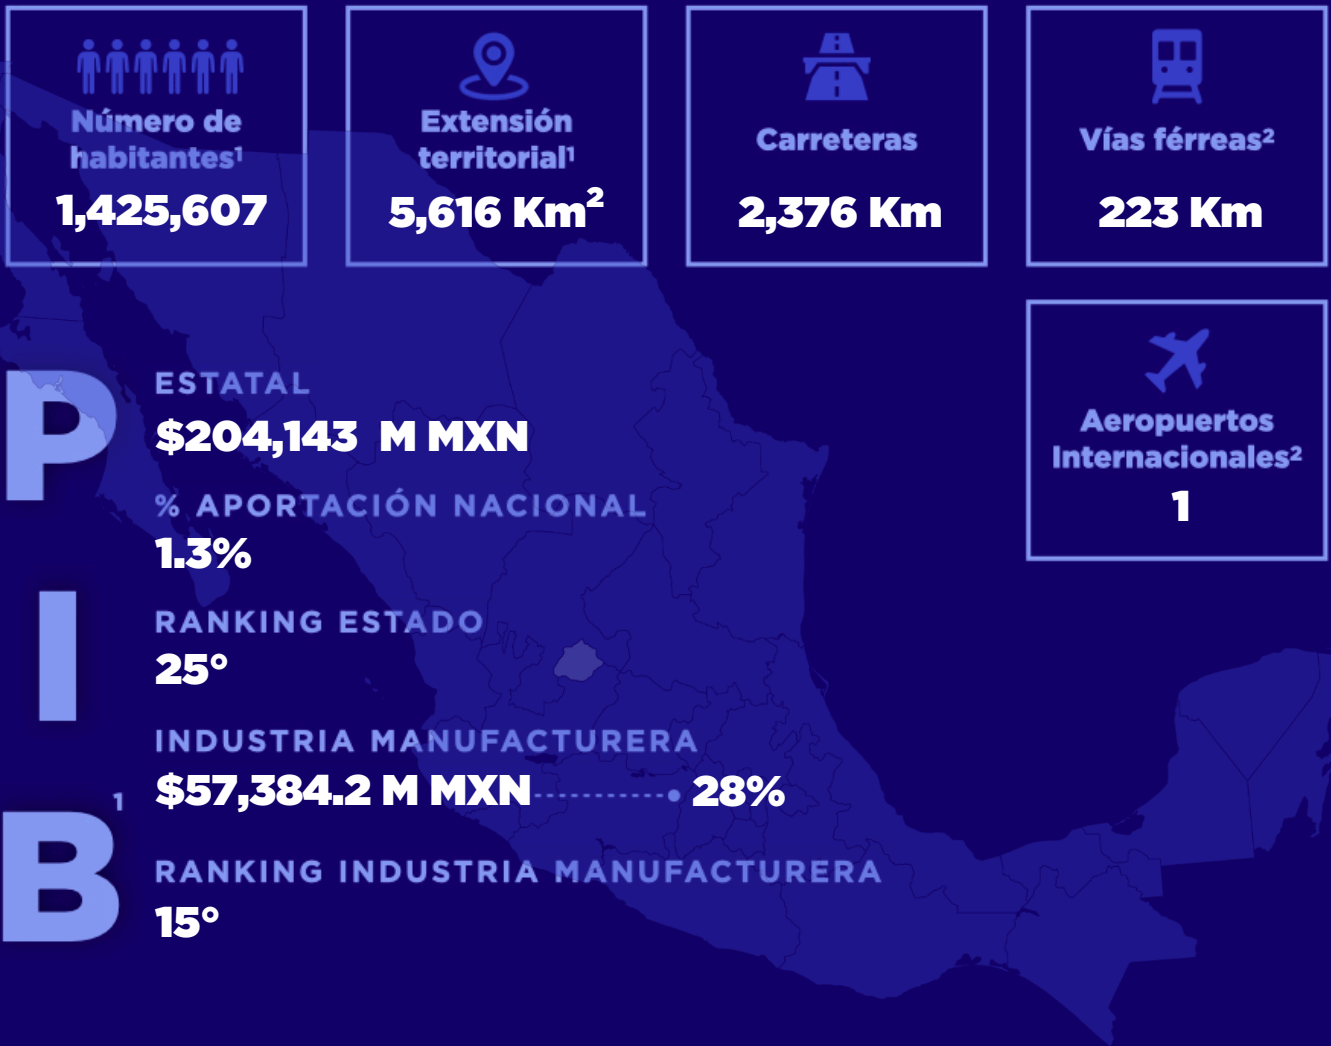 Número de
habitantes¹
1,425,607
Extensión
territorial¹
5,616 Km²
Carreteras
2,376 Km
Vías férreas²
223 Km
Aeropuertos
Internacionales²
1
P
I
B¹
ESTATAL
$204,143 M MXN
% APORTACIÓN NACIONAL
1.3%
RANKING ESTADO
25°
INDUSTRIA MANUFACTURERA
$57,384.2 M MXN 28%
RANKING INDUSTRIA MANUFACTURERA
15°